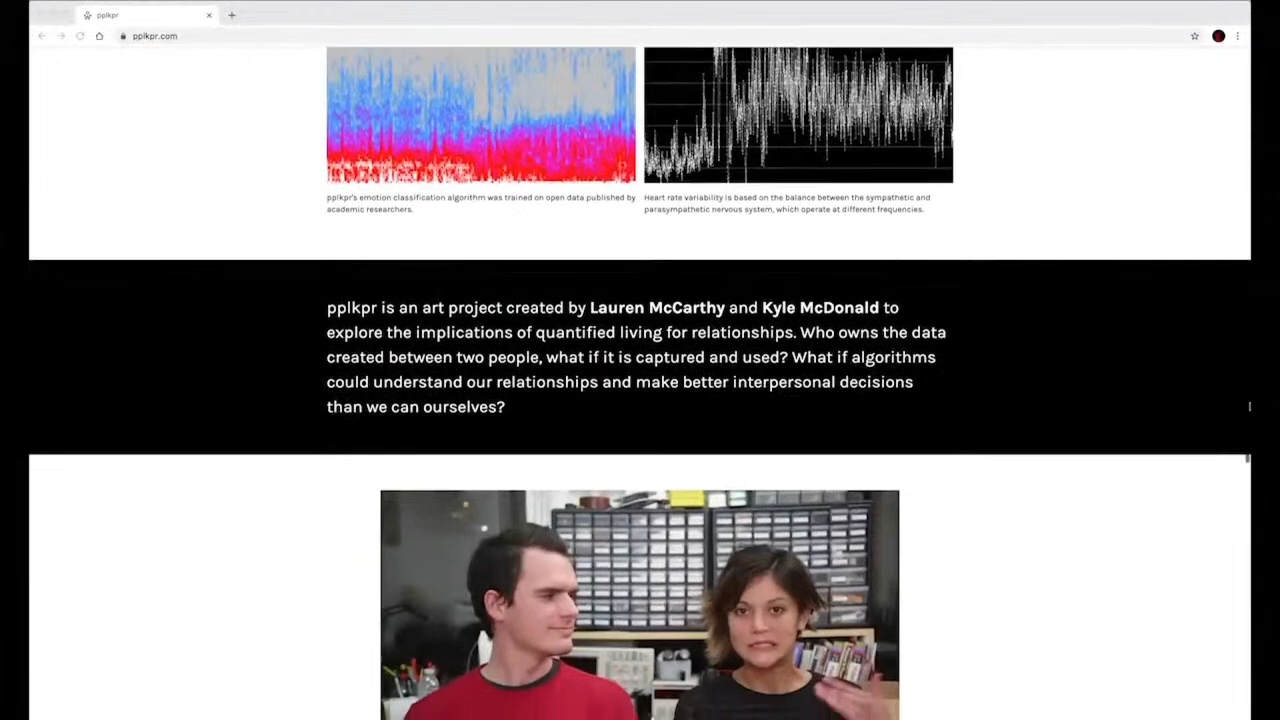 pplkpr
pplkpr.com
pplkpr's emotion classification algorithm was trained on open data published by
academic researchers.
Heart rate variability is based on the balance between the sympathetic and
parasympathetic nervous system, which operate at different frequencies.
pplkpr is an art project created by Lauren McCarthy and Kyle McDonald to
explore the implications of quantified living for relationships. Who owns the data
created between two people, what if it is captured and used? What if algorithms
could understand our relationships and make better interpersonal decisions
than we can ourselves?